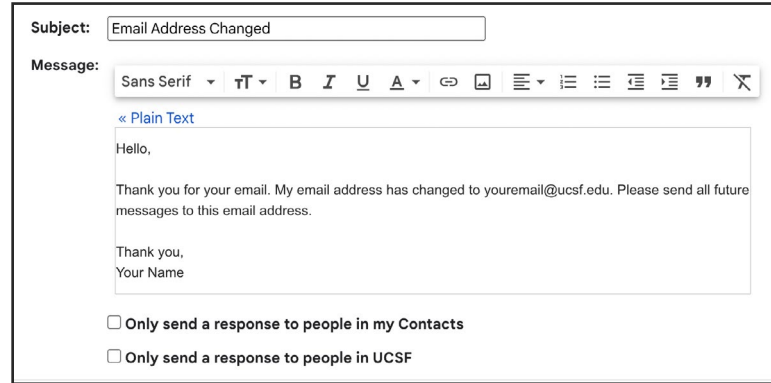 Subject: Email Address Changed
Message:
Sans Serif TT B I U A
« Plain Text
Hello,
Thank you for your email. My email address has changed to youremail@ucsf.edu. Please send all future
messages to this email address.
Thank you,
Your Name
Only send a response to people in my Contacts
Only send a response to people in UCSF